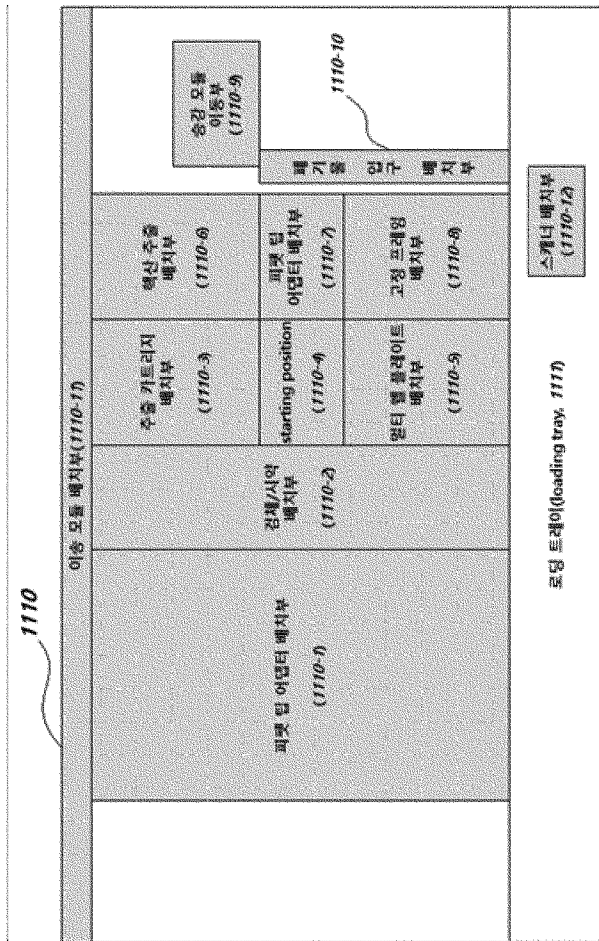 1110
이송 모듈 배치부(1110-11)
피펫 팁 어댑터 배치부
(1110-1)
검체/시약
배치부
(1110-2)
추출 카트리지
배치부
(1110-3)
starting position
(1110-4)
멀티 웰 플레이트
배치부
(1110-5)
핵산 추출
배치부
(1110-6)
피펫 팁
어댑터 배치부
(1110-7)
고정 프레임
배치부
(1110-8)
승강 모듈
이동부
(1110-9)
1110-10
폐기물 입구 배치부
로딩 트레이(loading tray, 1111)
스캐너 배치부
(1110-12)